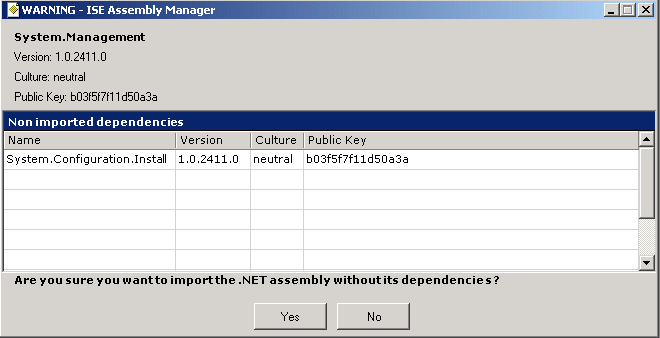 WARNING - ISE Assembly Manager
System.Management
Version: 1.0.2411.0
Culture: neutral
Public Key: b03f5f7f11d50a3a
Non imported dependencies
Name Version Culture Public Key
System.Configuration.Install 1.0.2411.0 neutral b03f5f7f11d50a3a
Are you sure you want to import the .NET assembly without its dependencies ?
Yes No